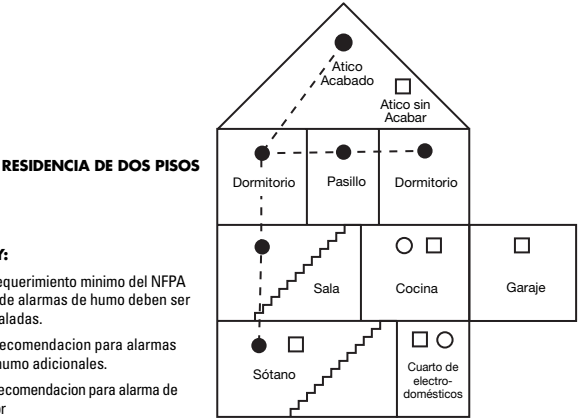 Atico
Acabado
Atico sin
Acabar
RESIDENCIA DE DOS PISOS
Dormitorio
Pasillo
Dormitorio
Y:
equerimiento minimo del NFPA
de alarmas de humo deben ser
aladas.
ecomendacion para alarmas
humo adicionales.
ecomendacion para alarma de
or
Sala
Cocina
Garaje
Sótano
Cuarto de
electro-
domésticos